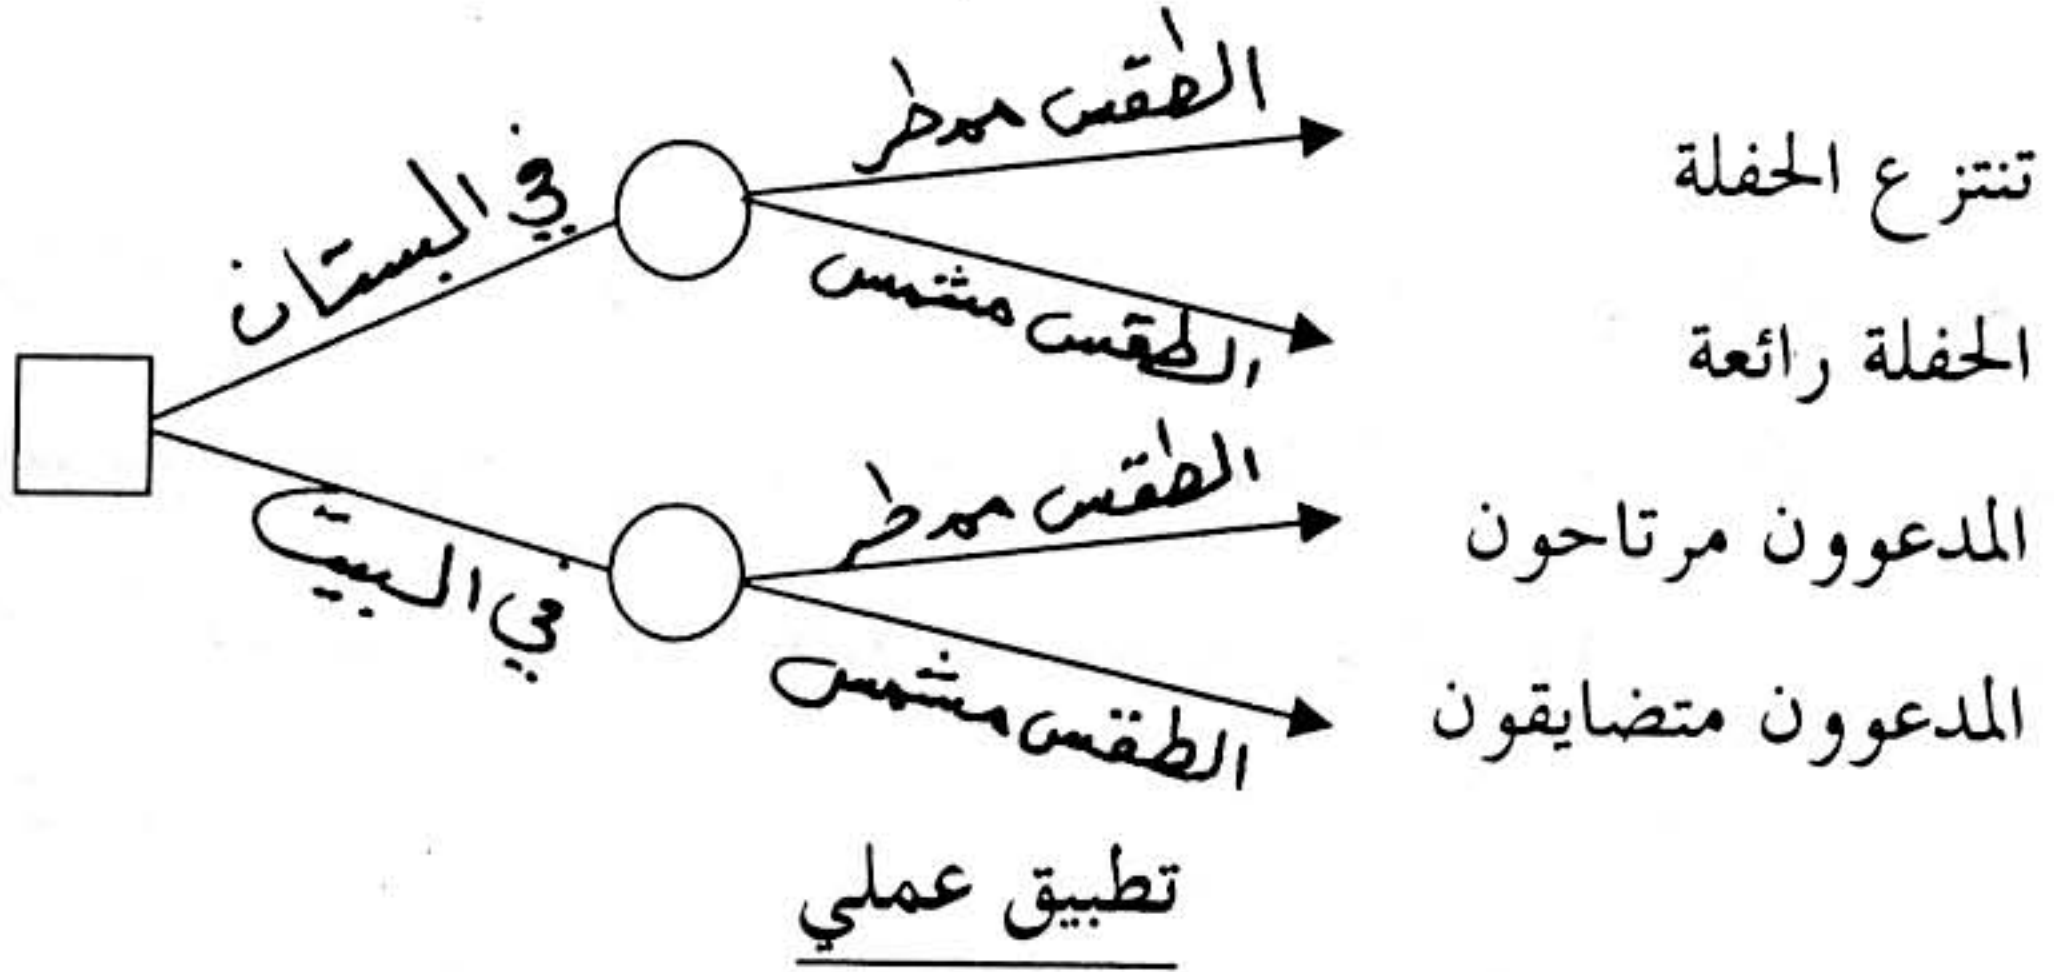 الطقس ممطر
تنتزع الحفلة
في البستان
الطقس مشمس
الحفلة رائعة
الطقس ممطر
المدعوون مرتاحون
في البيت
الطقس مشمس
المدعوون متضايقون
تطبيق عملي